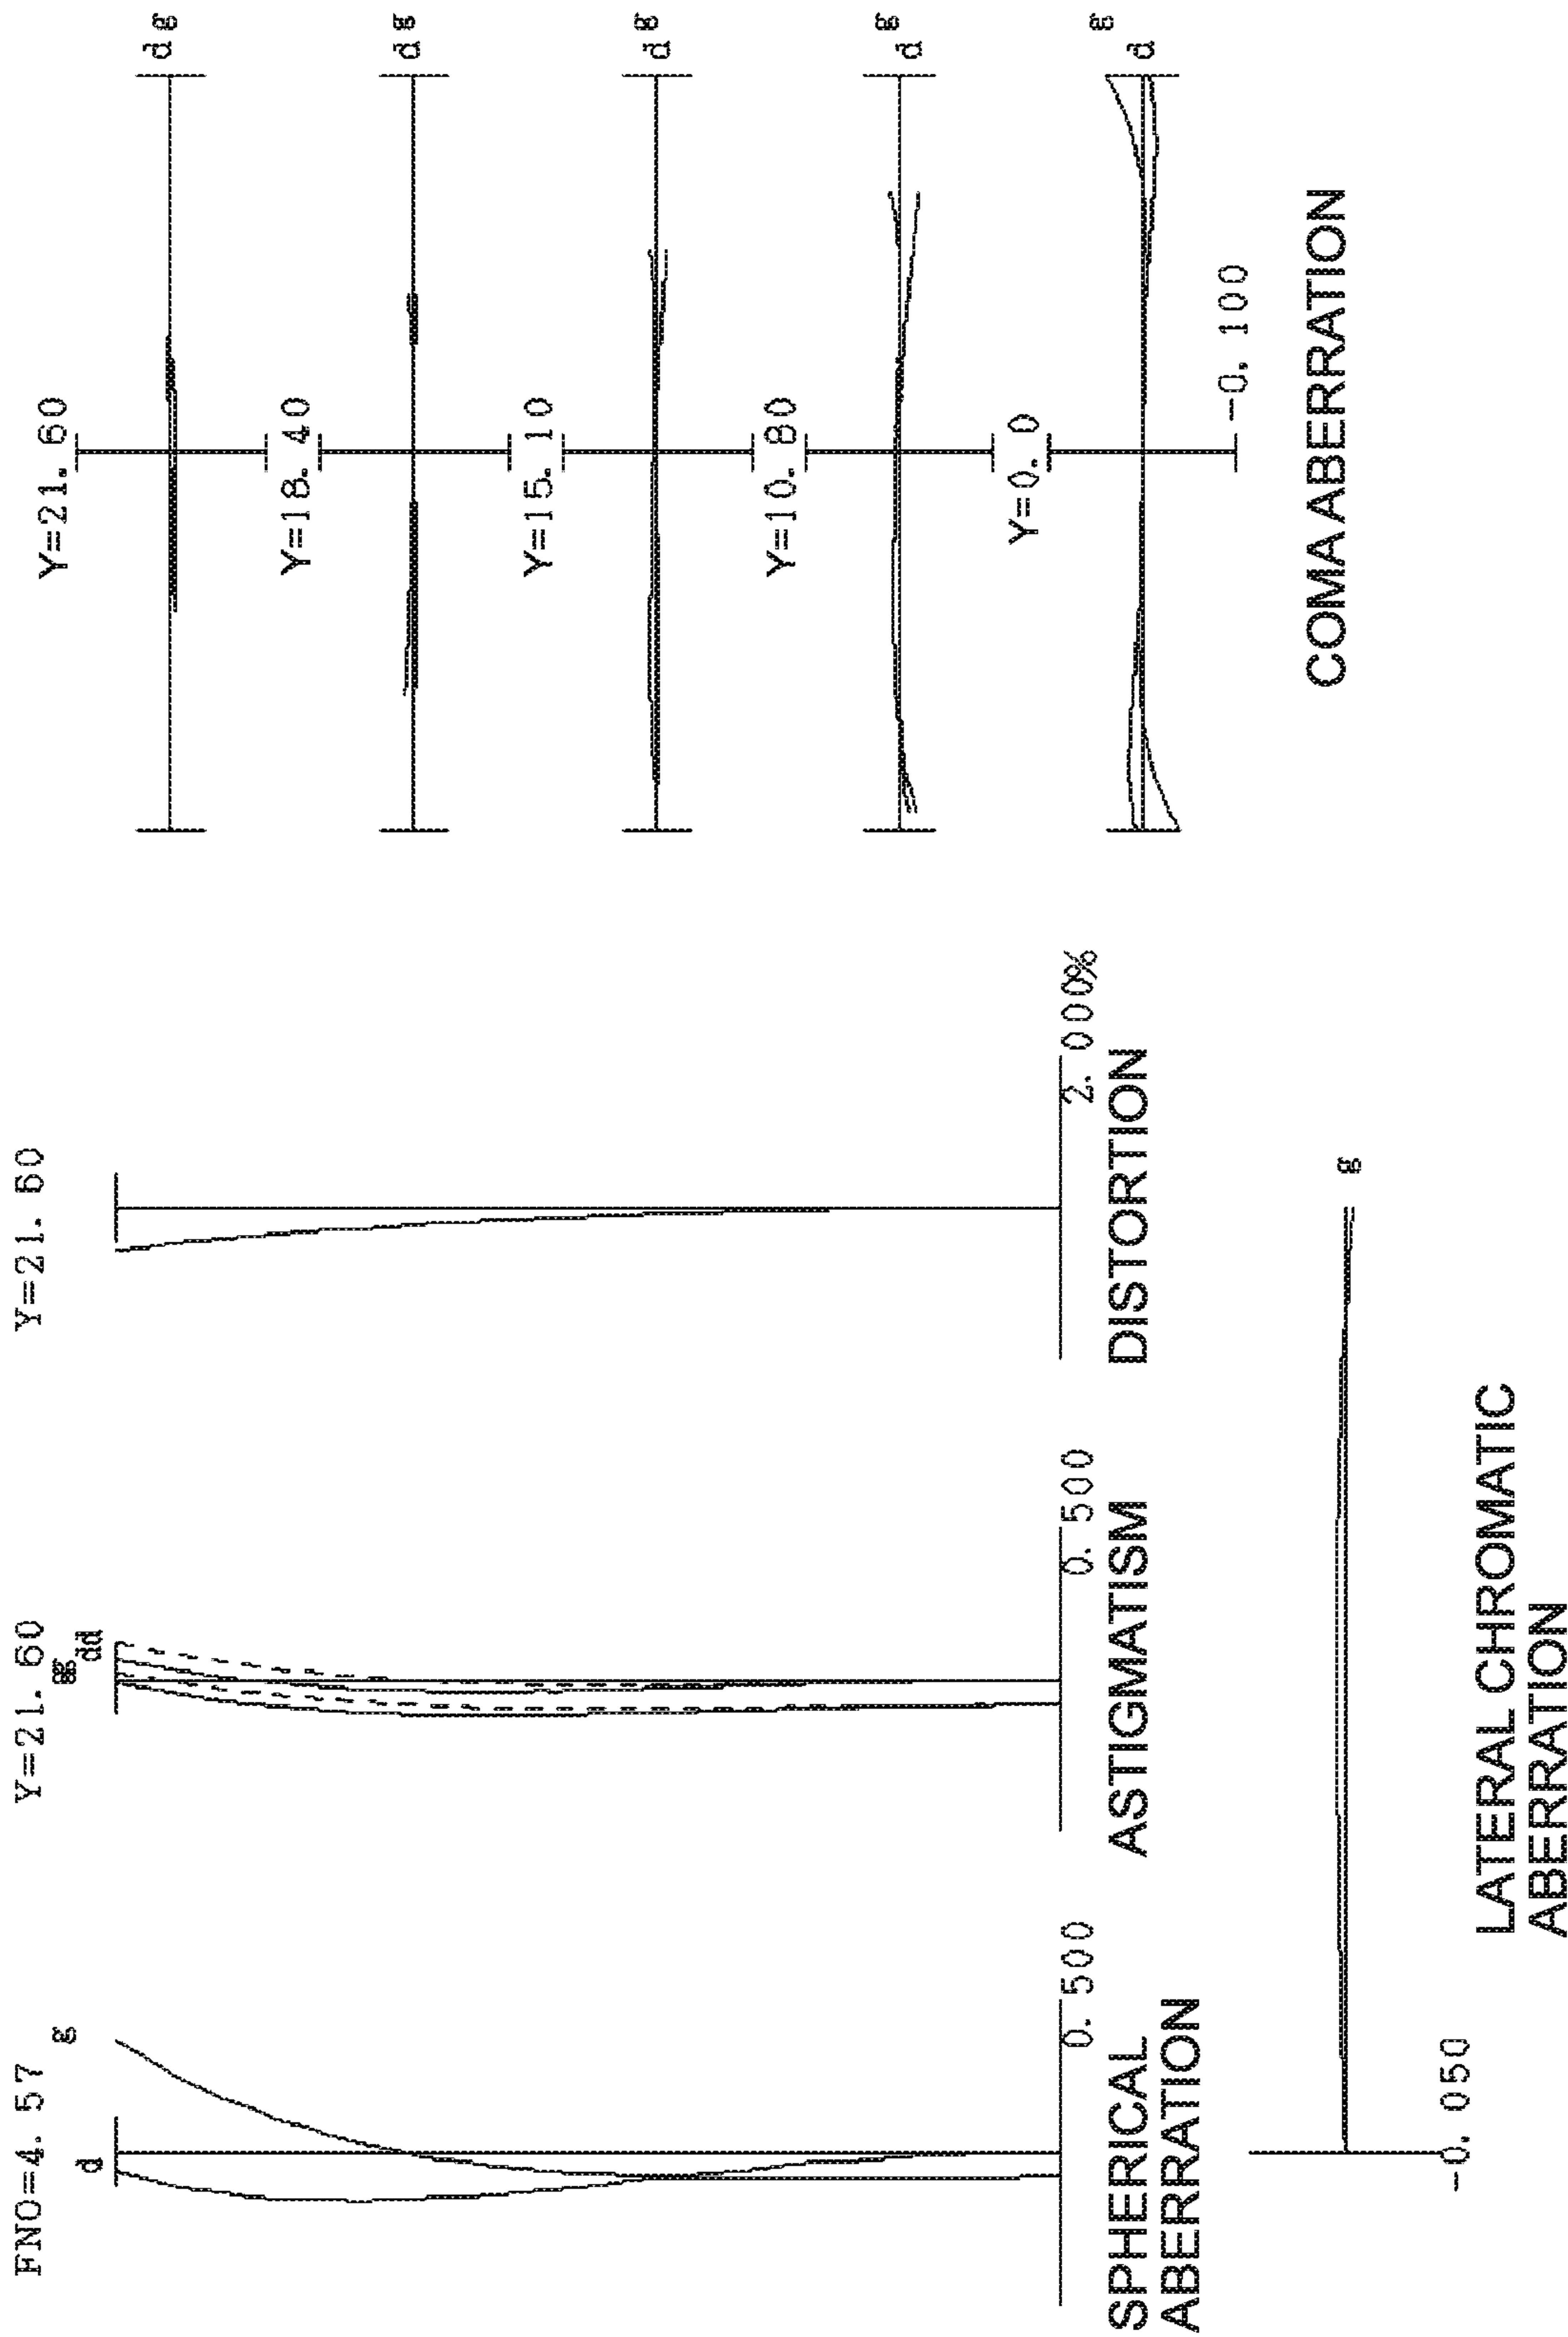 FNO=4. 57
d
g
0. 500
SPHERICAL
ABERRATION
Y=21. 60
g
g
d
d
0. 500
ASTIGMATISM
Y=21. 60
2. 000%
DISTORTION
Y=21. 60
d g
Y=18. 40
d g
Y=15. 10
d g
Y=10. 80
d g
Y=0. 0
d
g
-0. 100
COMA ABERRATION
g
-0. 050
LATERAL CHROMATIC
ABERRATION